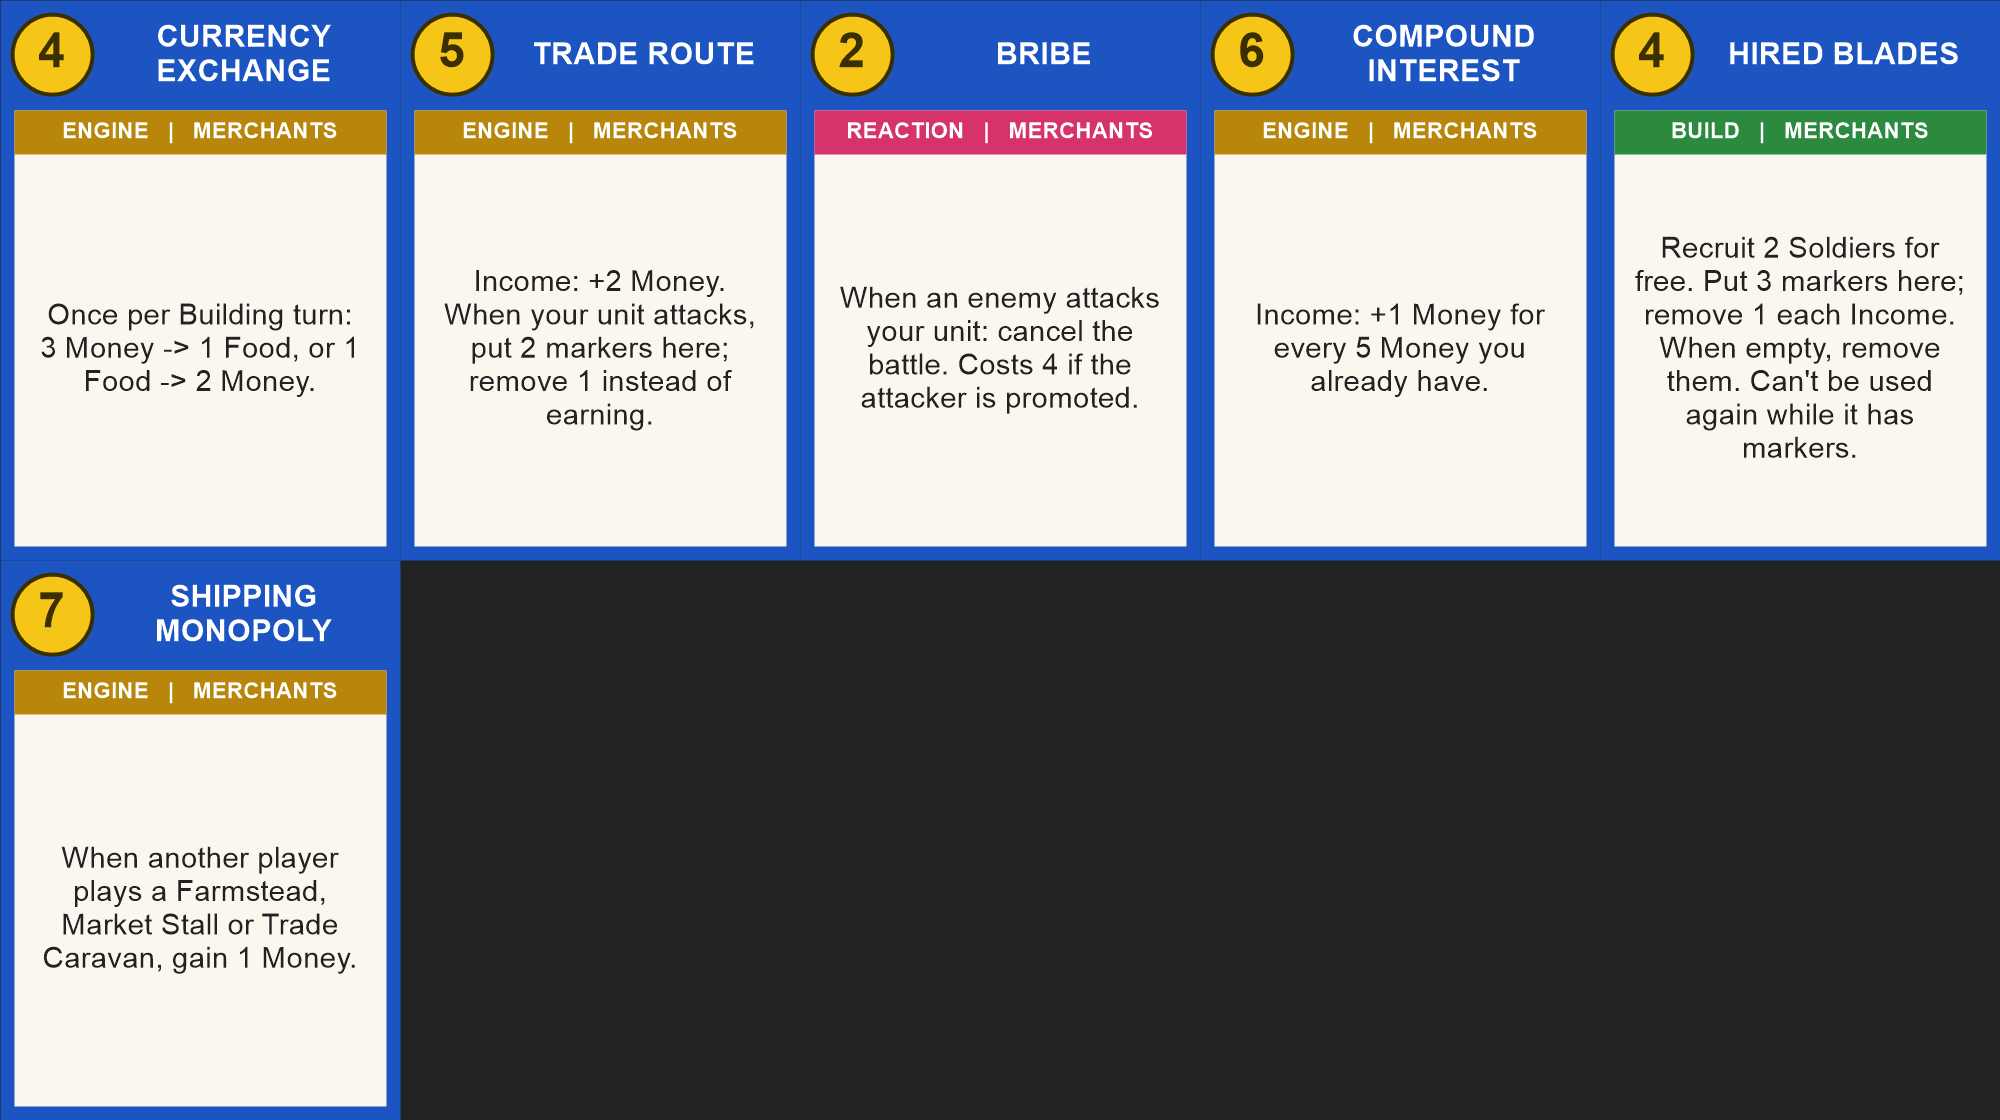 4
CURRENCY
EXCHANGE
ENGINE | MERCHANTS
Once per Building turn:
3 Money -> 1 Food, or 1
Food -> 2 Money.
5
TRADE ROUTE
ENGINE | MERCHANTS
Income: +2 Money.
When your unit attacks,
put 2 markers here;
remove 1 instead of
earning.
2
BRIBE
REACTION | MERCHANTS
When an enemy attacks
your unit: cancel the
battle. Costs 4 if the
attacker is promoted.
6
COMPOUND
INTEREST
ENGINE | MERCHANTS
Income: +1 Money for
every 5 Money you
already have.
4
HIRED BLADES
BUILD | MERCHANTS
Recruit 2 Soldiers for
free. Put 3 markers here;
remove 1 each Income.
When empty, remove
them. Can't be used
again while it has
markers.
7
SHIPPING
MONOPOLY
ENGINE | MERCHANTS
When another player
plays a Farmstead,
Market Stall or Trade
Caravan, gain 1 Money.